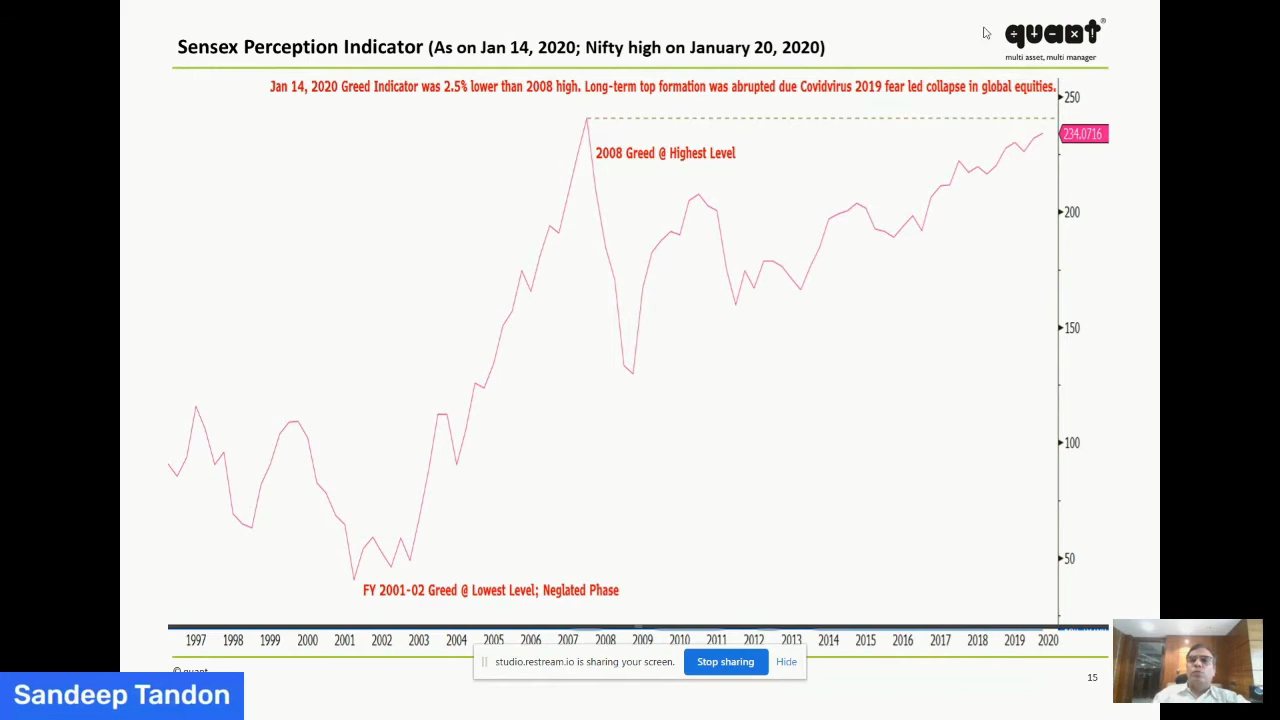 Sensex Perception Indicator (As on Jan 14, 2020; Nifty high on January 20, 2020)
quant®
multi asset, multi manager
Jan 14, 2020 Greed Indicator was 2.5% lower than 2008 high. Long-term top formation was abrupted due Covidvirus 2019 fear led collapse in global equities.
250
234.0716
2008 Greed @ Highest Level
200
150
100
50
FY 2001-02 Greed @ Lowest Level; Neglated Phase
1997 1998 1999 2000 2001 2002 2003 2004 2005 2006 2007 2008 2009 2010 2011 2012 2013 2014 2015 2016 2017 2018 2019 2020
studio.restream.io is sharing your screen. Stop sharing Hide
© quant
15
Sandeep Tandon